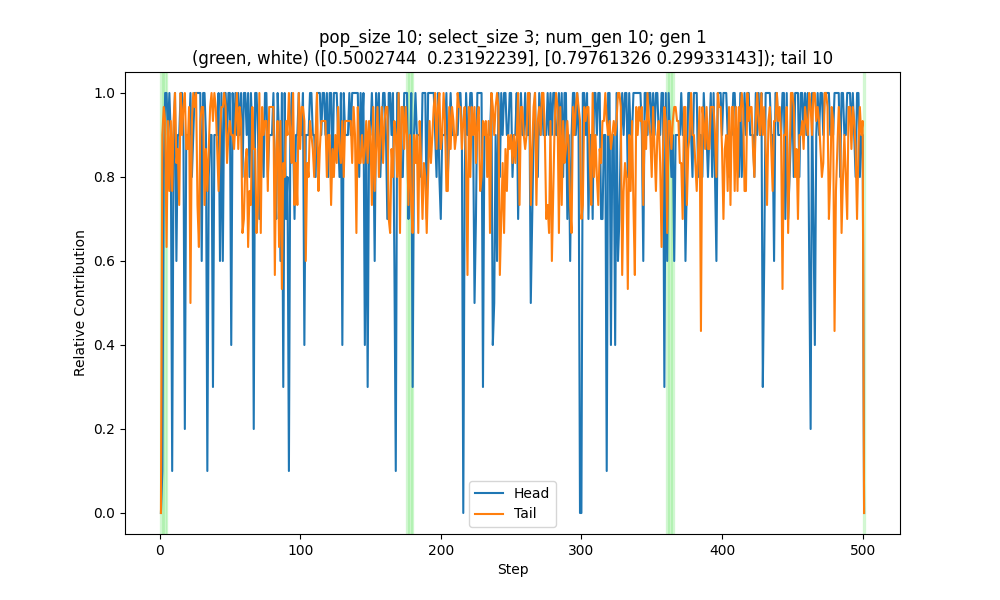 pop_size 10; select_size 3; num_gen 10; gen 1
(green, white) ([0.5002744  0.23192239], [0.79761326 0.29933143]); tail 10
1.0
0.8
0.6
0.4
0.2
0.0
Relative Contribution
Head
Tail
0
100
200
300
400
500
Step